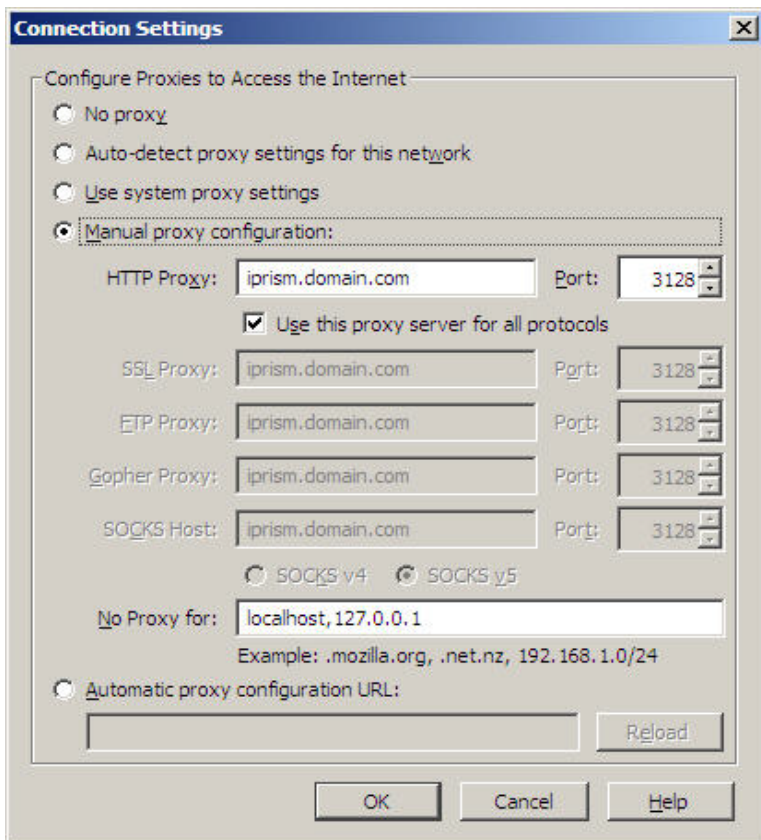 Connection Settings
Configure Proxies to Access the Internet
No proxy
Auto-detect proxy settings for this network
Use system proxy settings
Manual proxy configuration:
HTTP Proxy: iprism.domain.com Port: 3128
Use this proxy server for all protocols
SSL Proxy: iprism.domain.com Port: 3128
FTP Proxy: iprism.domain.com Port: 3128
Gopher Proxy: iprism.domain.com Port: 3128
SOCKS Host: iprism.domain.com Port: 3128
SOCKS v4 SOCKS v5
No Proxy for: localhost,127.0.0.1
Example: .mozilla.org, .net.nz, 192.168.1.0/24
Automatic proxy configuration URL:
Reload
OK Cancel Help